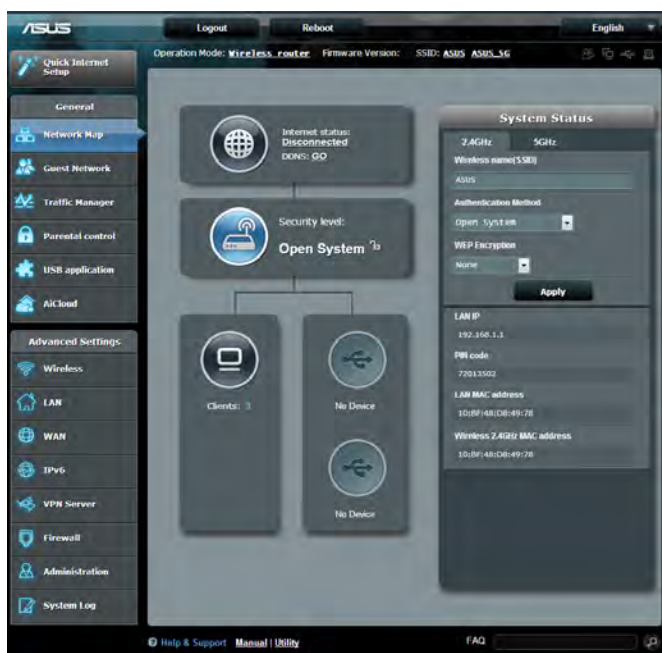 ASUS
Logout
Reboot
English
Operation Mode: Wireless router Firmware Version: SSID: ASUS ASUS_5G
Quick Internet Setup
General
Network Map
Guest Network
Traffic Manager
Parental control
USB application
AiCloud
Advanced Settings
Wireless
LAN
WAN
IPv6
VPN Server
Firewall
Administration
System Log
Internet status:
Disconnected
DDNS: GO
Security level:
Open System
Clients: 3
No Device
No Device
System Status
2.4GHz
5GHz
Wireless name(SSID)
ASUS
Authentication Method
Open System
WEP Encryption
None
Apply
LAN IP
192.168.1.1
PIN code
72013502
LAN MAC address
10:BF:48:D8:49:78
Wireless 2.4GHz MAC address
10:BF:48:D8:49:78
Help & Support Manual | Utility
FAQ